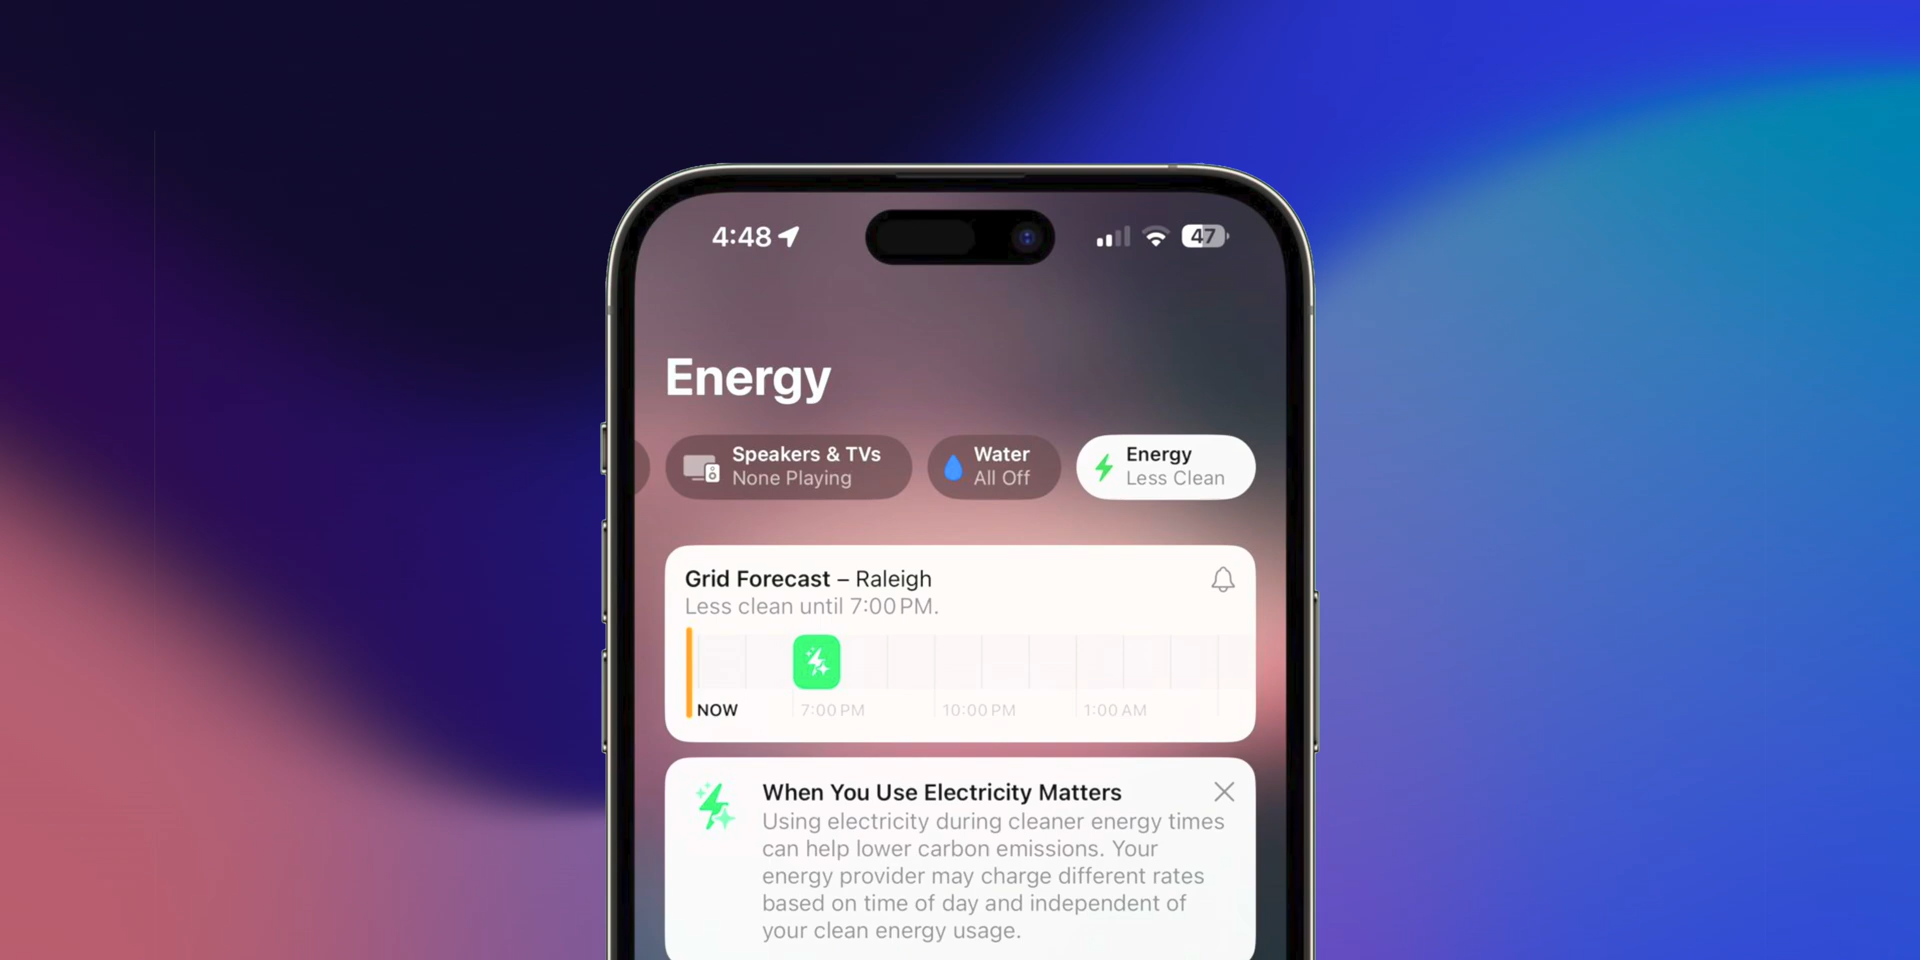 4:48
47
Energy
Speakers & TVs
None Playing
Water
All Off
Energy
Less Clean
Grid Forecast – Raleigh
Less clean until 7:00 PM.
NOW
7:00 PM
10:00 PM
1:00 AM
When You Use Electricity Matters
Using electricity during cleaner energy times
can help lower carbon emissions. Your
energy provider may charge different rates
based on time of day and independent of
your clean energy usage.